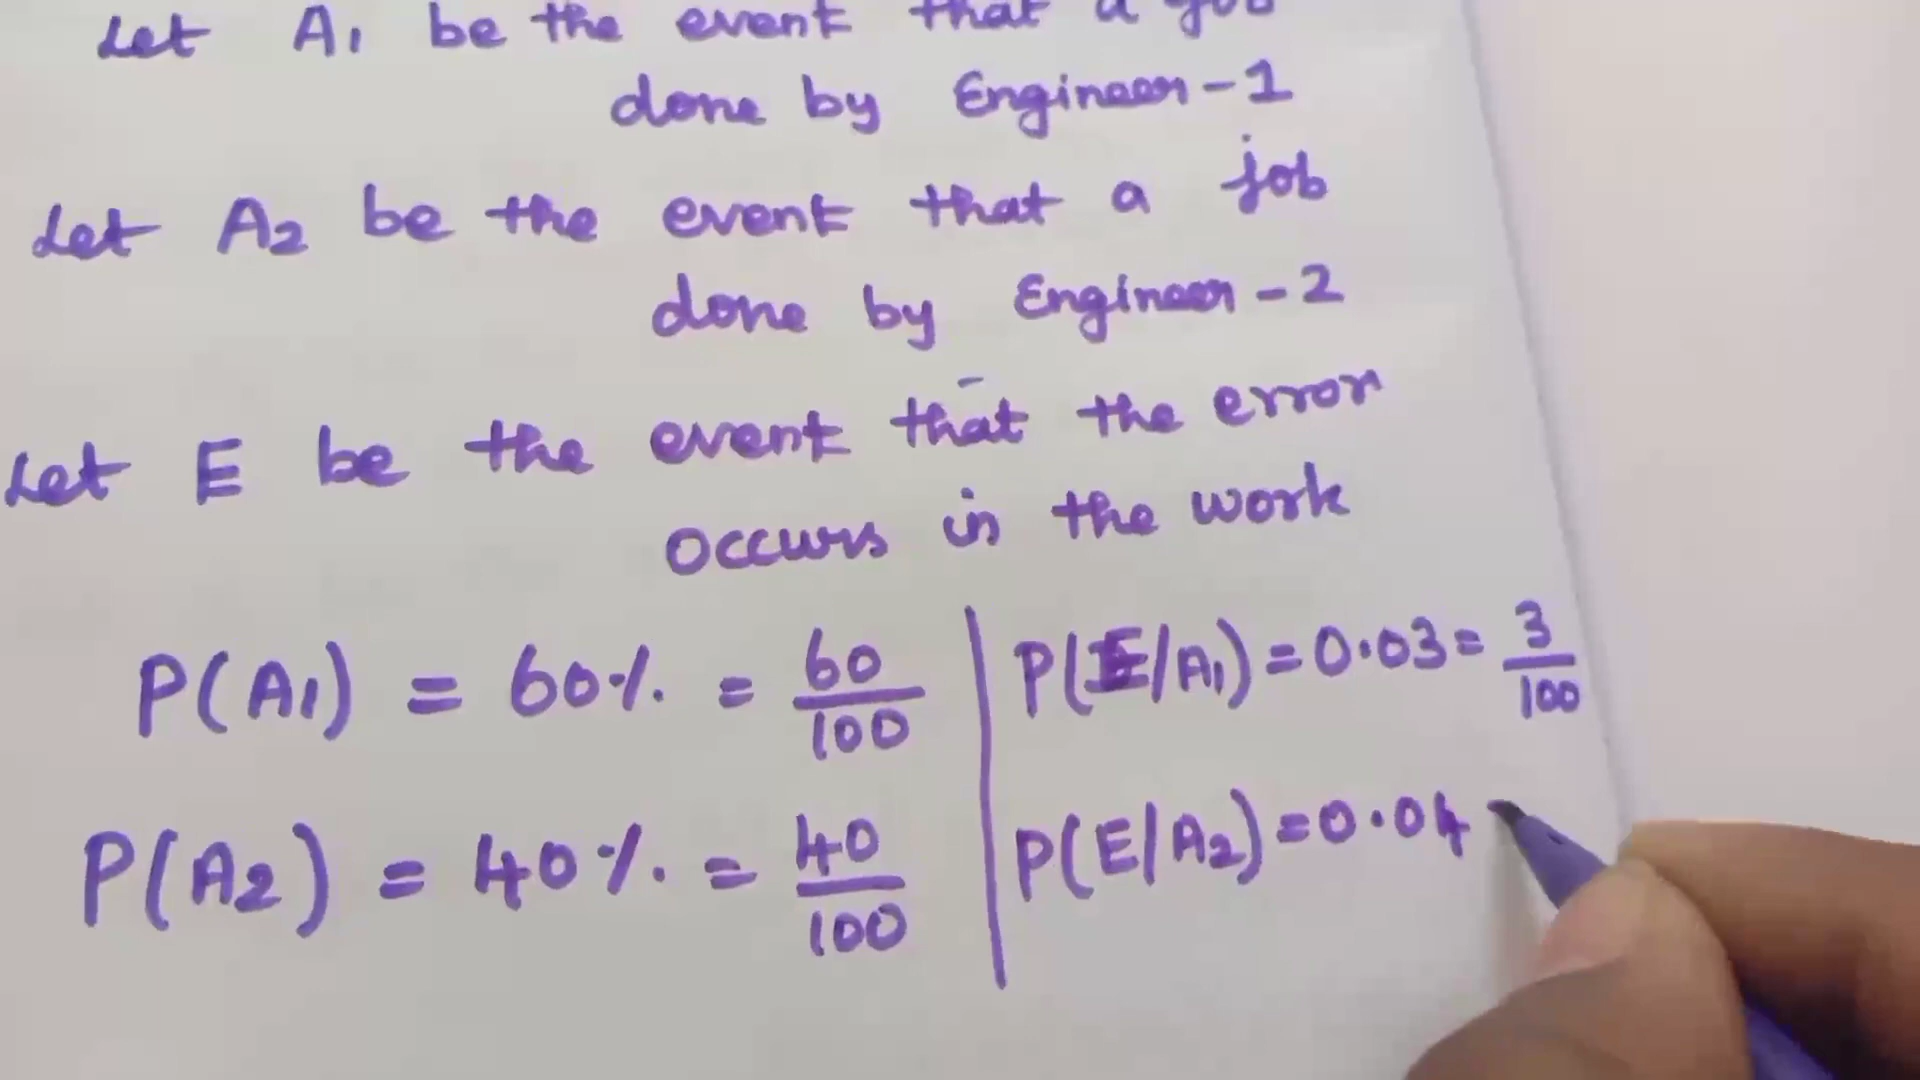 Let A1 be the event that a job
done by Engineer-1
Let A2 be the event that a job
done by Engineer-2
Let E be the event that the error
occurs in the work
P(A1) = 60% = 60/100
P(A2) = 40% = 40/100
P(E/A1) = 0.03 = 3/100
P(E/A2) = 0.04